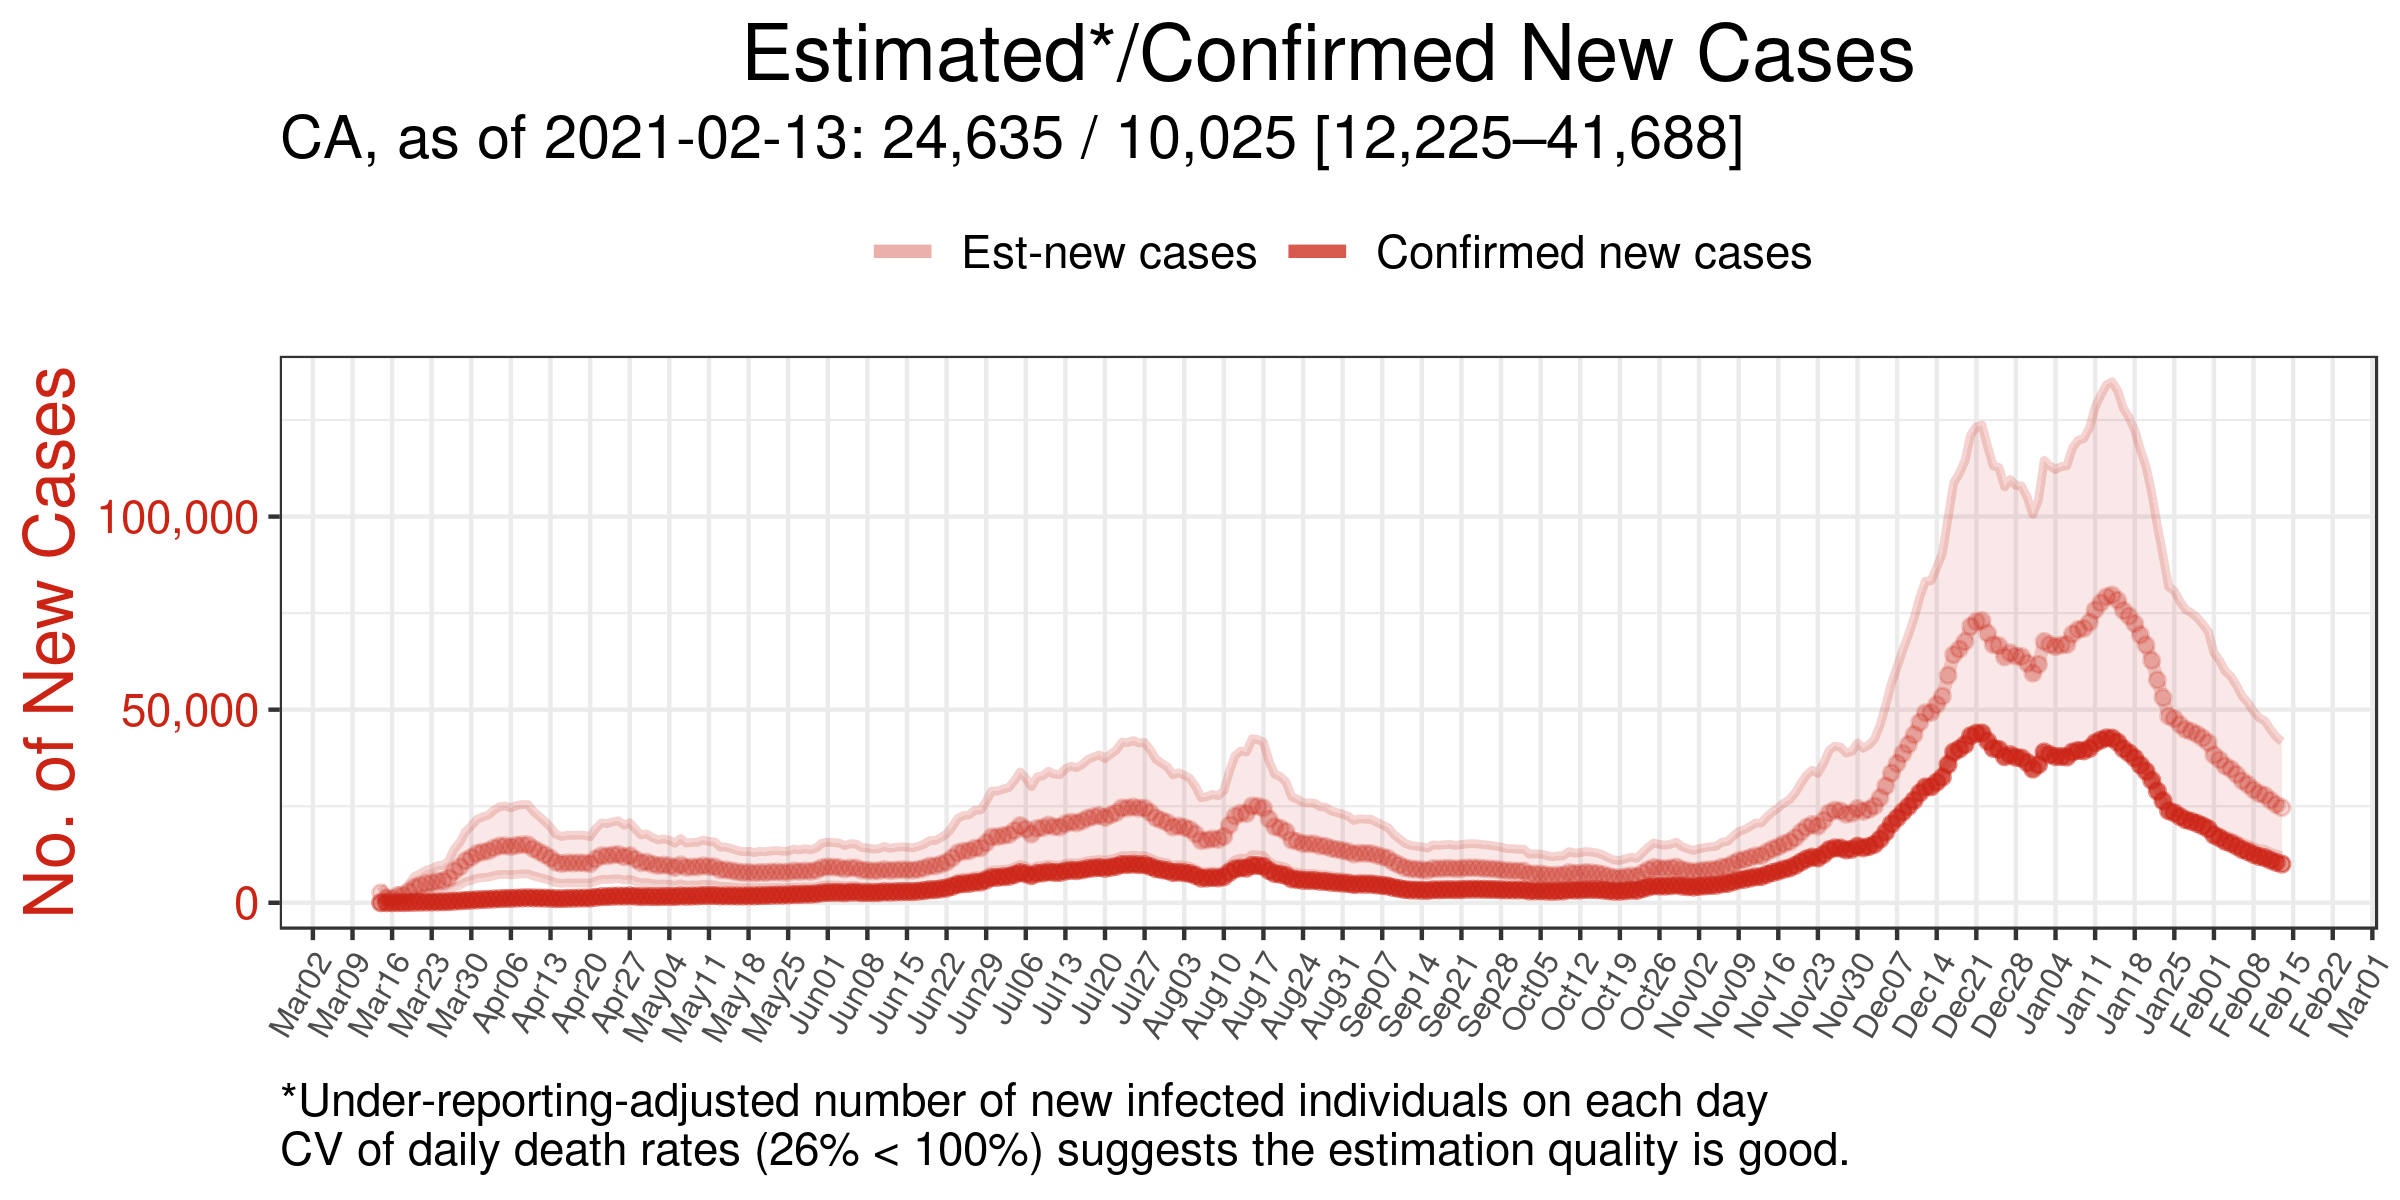 Estimated*/Confirmed New Cases
CA, as of 2021-02-13: 24,635 / 10,025 [12,225–41,688]
Est-new cases Confirmed new cases
No. of New Cases
100,000
50,000
0
Mar02 Mar09 Mar16 Mar23 Mar30 Apr06 Apr13 Apr20 Apr27 May04 May11 May18 May25 Jun01 Jun08 Jun15 Jun22 Jun29 Jul06 Jul13 Jul20 Jul27 Aug03 Aug10 Aug17 Aug24 Aug31 Sep07 Sep14 Sep21 Sep28 Oct05 Oct12 Oct19 Oct26 Nov02 Nov09 Nov16 Nov23 Nov30 Dec07 Dec14 Dec21 Dec28 Jan04 Jan11 Jan18 Jan25 Feb01 Feb08 Feb15 Feb22 Mar01
*Under-reporting-adjusted number of new infected individuals on each day
CV of daily death rates (26% < 100%) suggests the estimation quality is good.